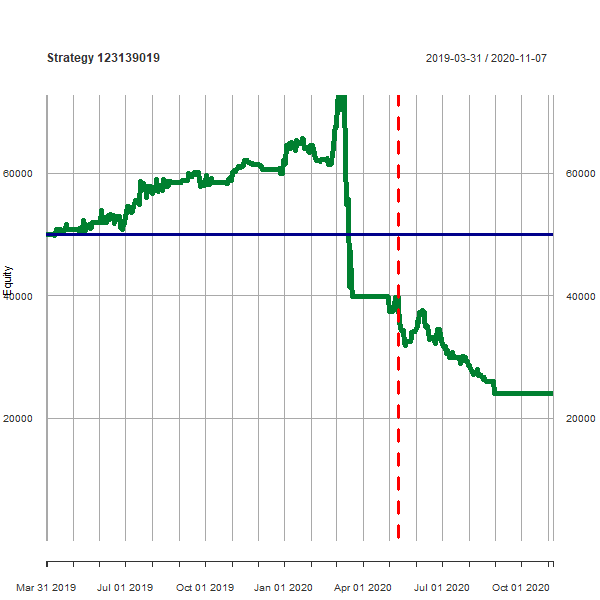 Strategy 123139019
2019-03-31 / 2020-11-07
60000
60000
Equity
40000
40000
20000
20000
Mar 31 2019
Jul 01 2019
Oct 01 2019
Jan 01 2020
Apr 01 2020
Jul 01 2020
Oct 01 2020